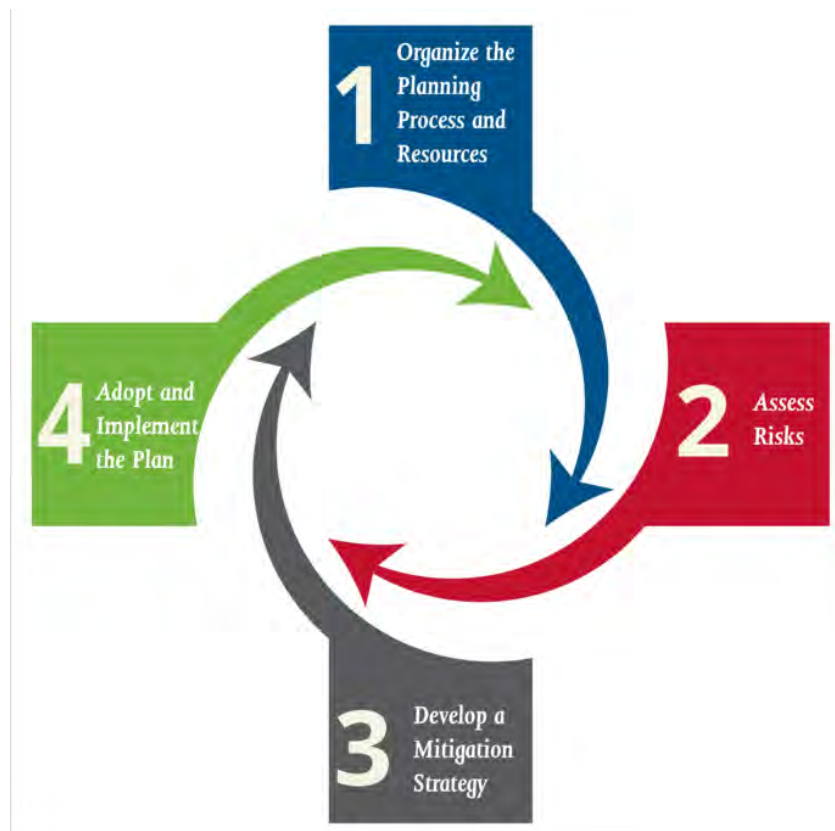 1
Organize the
Planning
Process and
Resources
2
Assess
Risks
3
Develop a
Mitigation
Strategy
4
Adopt and
Implement
the Plan